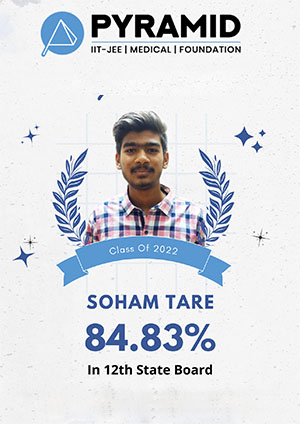 PYRAMID
IIT-JEE | MEDICAL | FOUNDATION
Class Of 2022
SOHAM TARE
84.83%
In 12th State Board